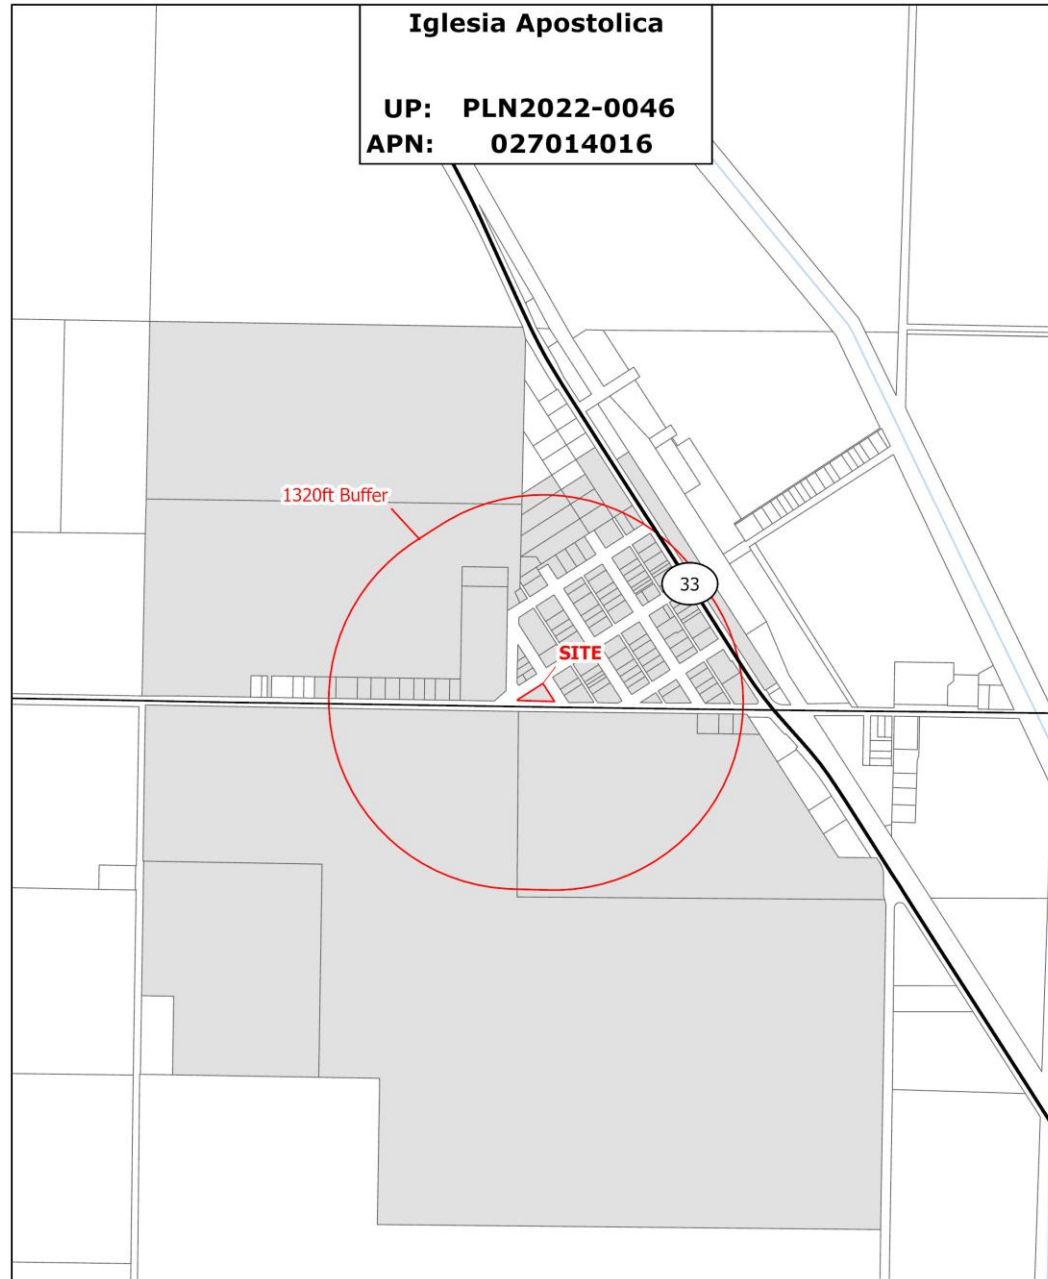 Iglesia Apostolica
UP: PLN2022-0046
APN: 027014016
1320ft Buffer
33
SITE